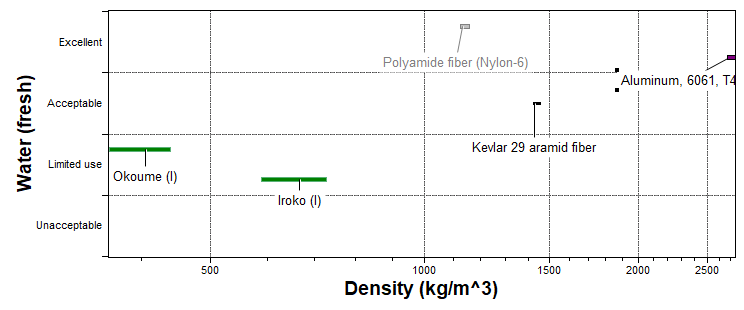 Excellent
Polyamide fiber (Nylon-6)
Aluminum, 6061, T4
Acceptable
Kevlar 29 aramid fiber
Limited use
Okoume (l)
Iroko (l)
Unacceptable
Water (fresh)
500 1000 1500 2000 2500
Density (kg/m^3)